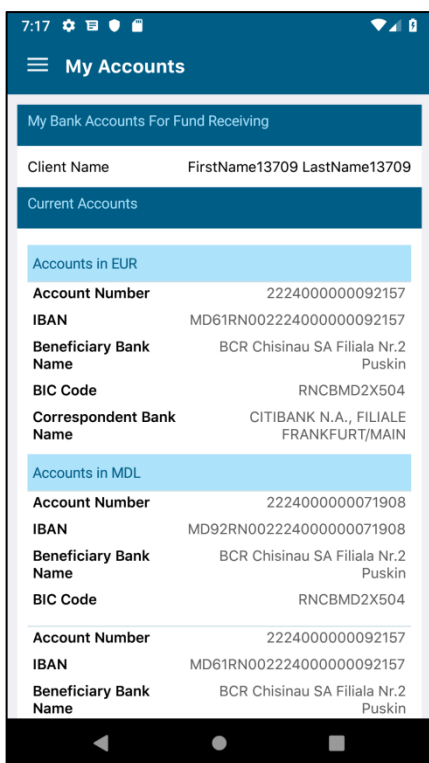 7:17
My Accounts
My Bank Accounts For Fund Receiving
Client Name FirstName13709 LastName13709
Current Accounts
Accounts in EUR
Account Number 2224000000092157
IBAN MD61RN002224000000092157
Beneficiary Bank BCR Chisinau SA Filiala Nr.2
Name Puskin
BIC Code RNCBMD2X504
Correspondent Bank CITIBANK N.A., FILIALE
Name FRANKFURT/MAIN
Accounts in MDL
Account Number 2224000000071908
IBAN MD92RN002224000000071908
Beneficiary Bank BCR Chisinau SA Filiala Nr.2
Name Puskin
BIC Code RNCBMD2X504
Account Number 2224000000092157
IBAN MD61RN002224000000092157
Beneficiary Bank BCR Chisinau SA Filiala Nr.2
Name Puskin